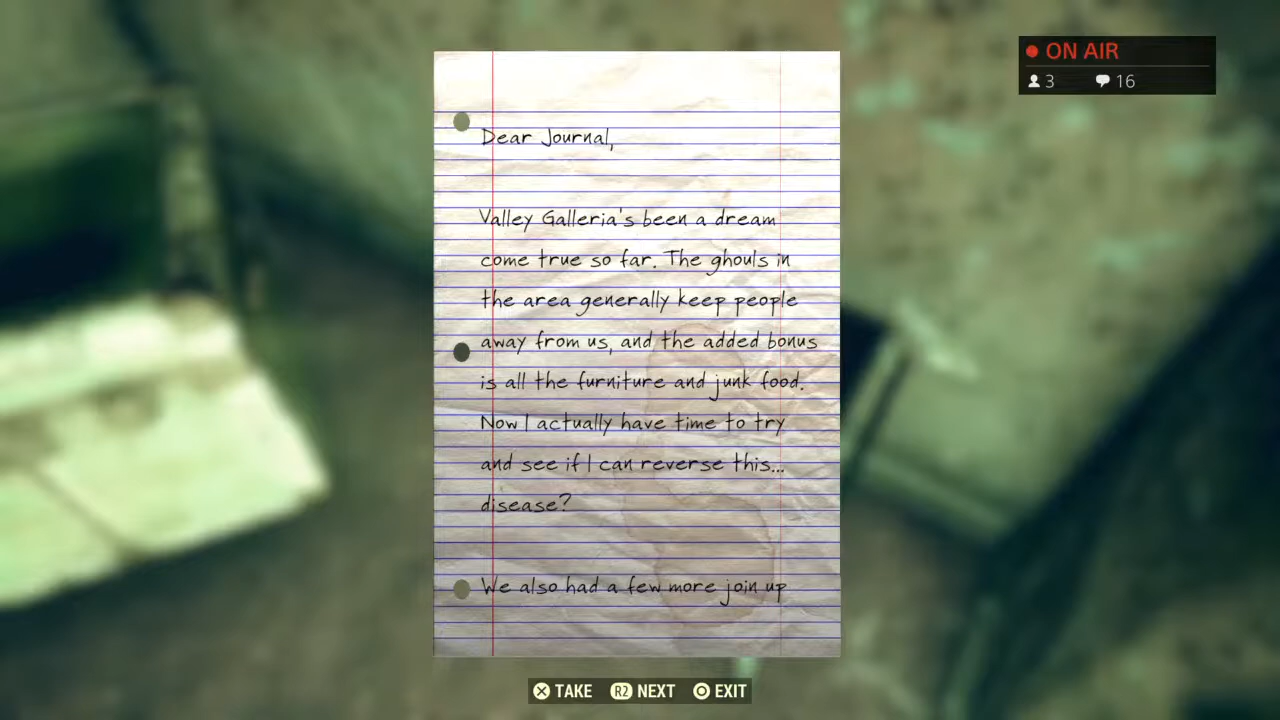 ON AIR
3 16
Dear Journal,
Valley Galleria's been a dream
come true so far. The ghouls in
the area generally keep people
away from us, and the added bonus
is all the furniture and junk food.
Now I actually have time to try
and see if I can reverse this...
disease?
We also had a few more join up
TAKE R2 NEXT EXIT